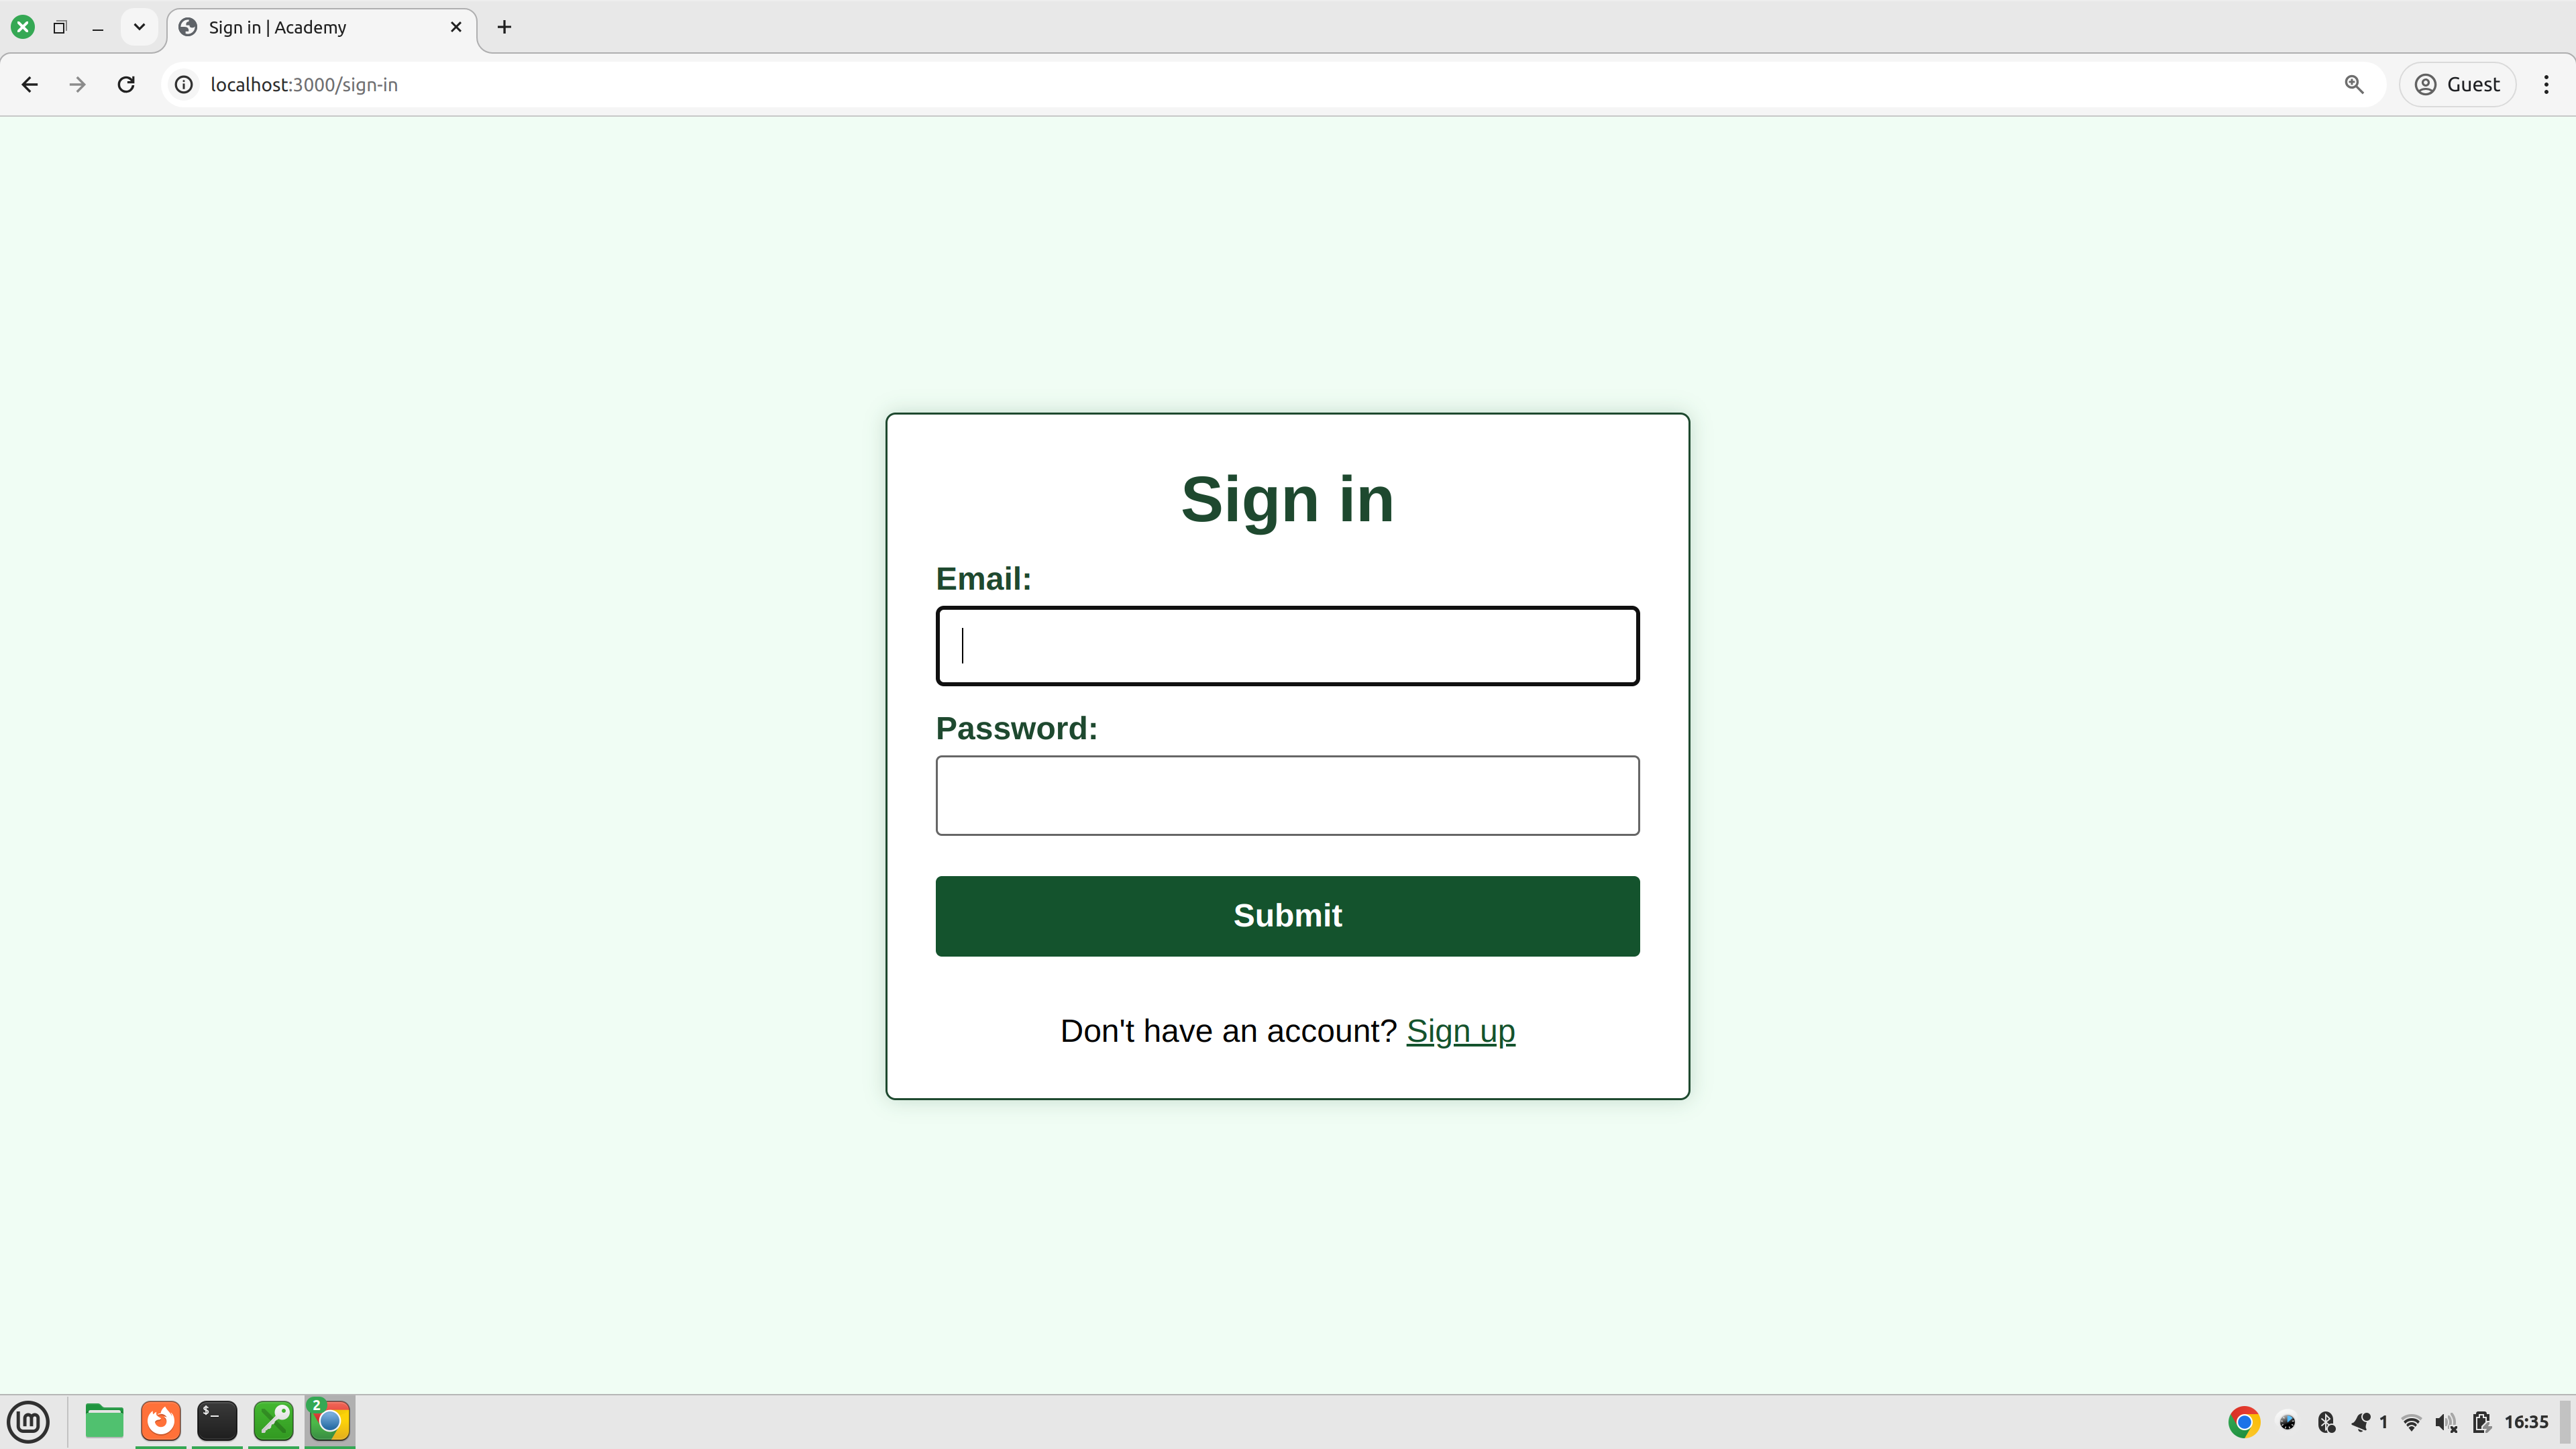 Sign in | Academy
localhost:3000/sign-in
Guest
Sign in
Email:
Password:
Submit
Don't have an account? Sign up
$_
2
1
16:35